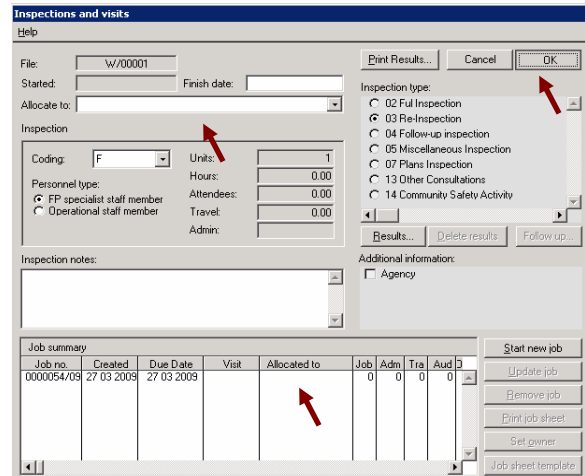 Inspections and visits
Help
File: W/00001
Started: Finish date:
Allocate to:
Print Results... Cancel OK
Inspection type:
02 Ful Inspection
03 Re-Inspection
04 Follow-up inspection
05 Miscellaneous Inspection
07 Plans Inspection
13 Other Consultations
14 Community Safety Activity
Inspection
Coding: F
Units: 1
Hours: 0.00
Attendees: 0.00
Travel: 0.00
Admin:
Personnel type:
FP specialist staff member
Operational staff member
Results... Delete results Follow up...
Inspection notes:
Additional information:
Agency
Job summary
Job no. Created Due Date Visit Allocated to Job Adm Tra Aud
0000054/09 27 03 2009 27 03 2009 0 0 0 0
Start new job
Update job
Remove job
Print job sheet
Set owner
Job sheet template